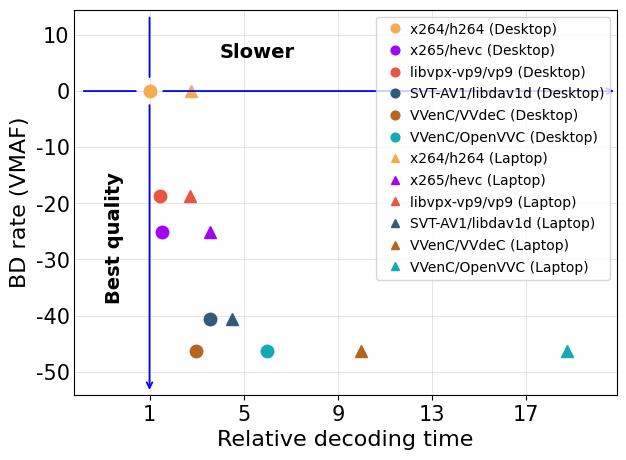 10
0
-10
-20
-30
-40
-50
BD rate (VMAF)
1
5
9
13
17
Relative decoding time
Slower
Best quality
x264/h264 (Desktop)
x265/hevc (Desktop)
libvpx-vp9/vp9 (Desktop)
SVT-AV1/libdav1d (Desktop)
VVenC/VVdeC (Desktop)
VVenC/OpenVVC (Desktop)
x264/h264 (Laptop)
x265/hevc (Laptop)
libvpx-vp9/vp9 (Laptop)
SVT-AV1/libdav1d (Laptop)
VVenC/VVdeC (Laptop)
VVenC/OpenVVC (Laptop)